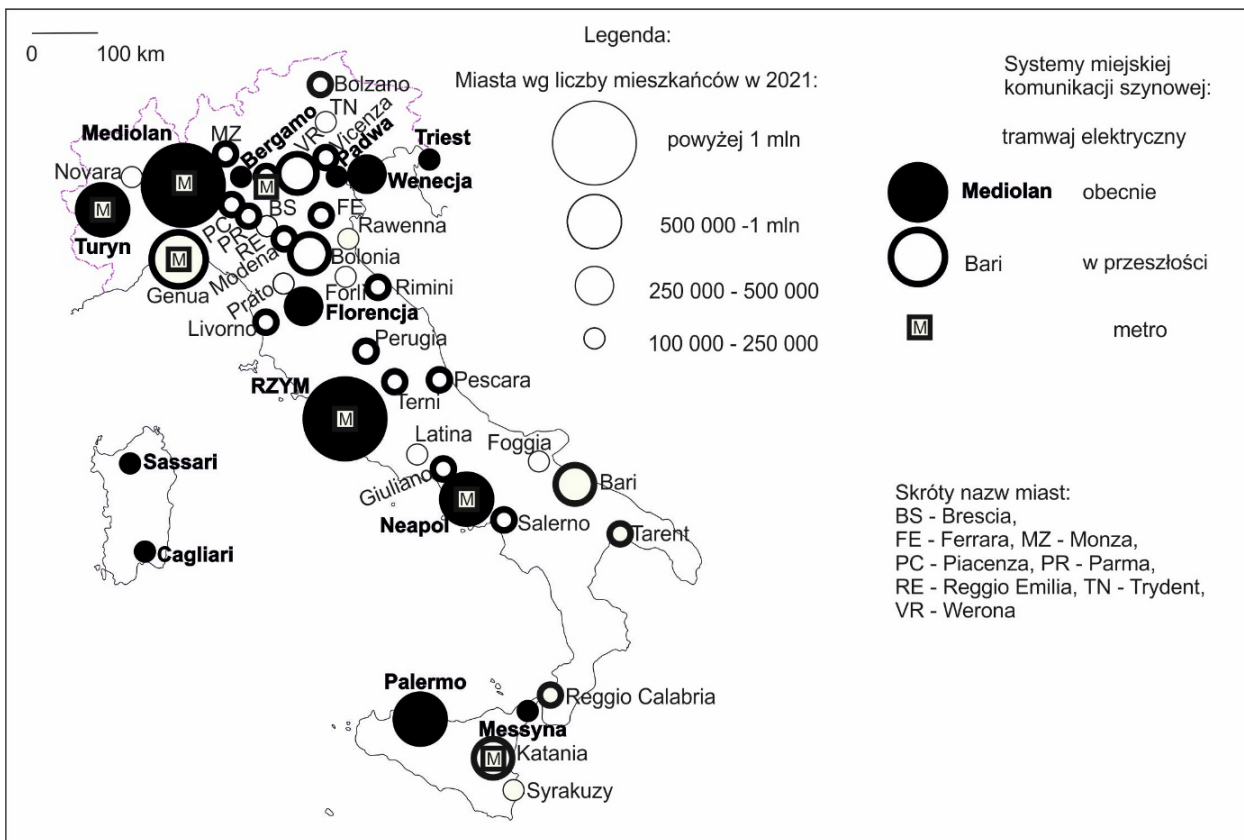 0 100 km
Legenda:
Miasta wg liczby mieszkańców w 2021:
powyżej 1 mln
500 000 -1 mln
250 000 - 500 000
100 000 - 250 000
Systemy miejskiej
komunikacji szynowej:
tramwaj elektryczny
Mediolan obecnie
Bari w przeszłości
M metro
Skróty nazw miast:
BS - Brescia,
FE - Ferrara, MZ - Monza,
PC - Piacenza, PR - Parma,
RE - Reggio Emilia, TN - Trydent,
VR - Werona
Bolzano
TN
Mediolan
MZ
Bergamo
VR
Vicenza
Padwa
Triest
Novara
M
M
M
Wenecja
Turyn
PC
PR
BS
FE
RE
Rawenna
M
Modena
Bolonia
Genua
Prato
Forli
Rimini
Livorno
Florencja
Perugia
RZYM
M
Terni
Pescara
Latina
Foggia
Sassari
Giuliano
Bari
M
Neapol
Salerno
Tarent
Cagliari
Palermo
Reggio Calabria
Messyna
M
Katania
Syrakuzy